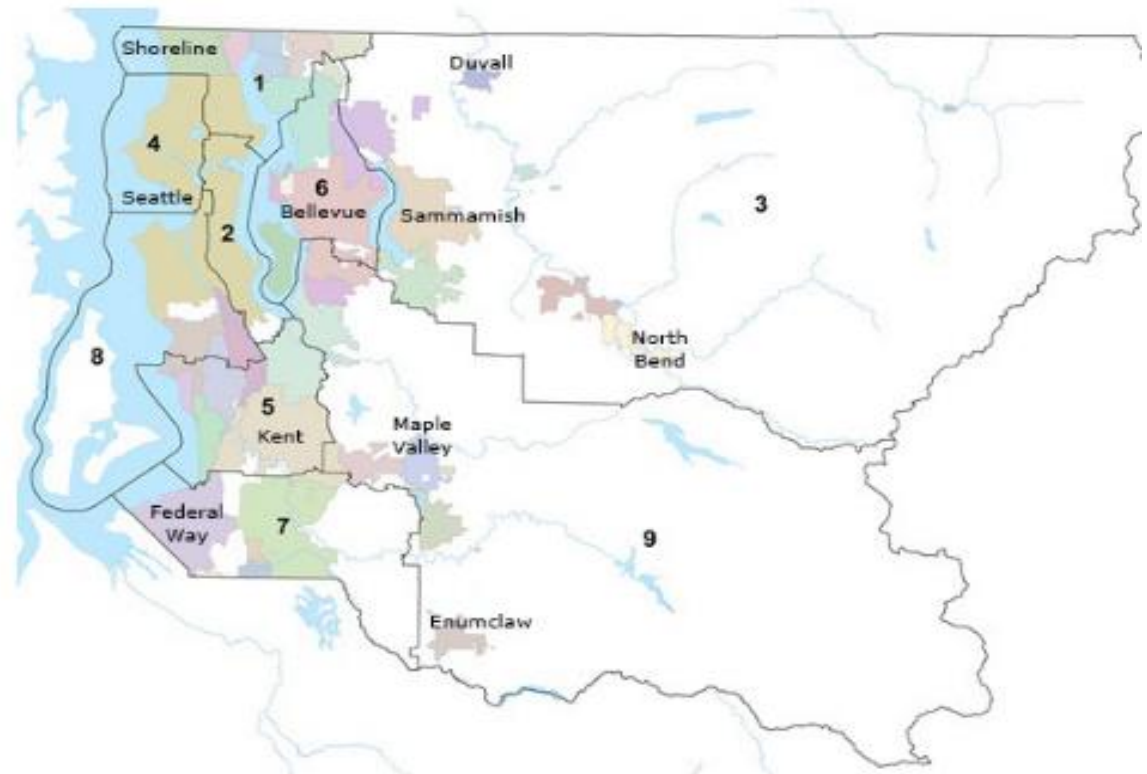 Shoreline
Duvall
1
4
Seattle
6
Bellevue
Sammamish
3
2
North
Bend
8
5
Kent
Maple
Valley
Federal
Way
7
9
Enumclaw